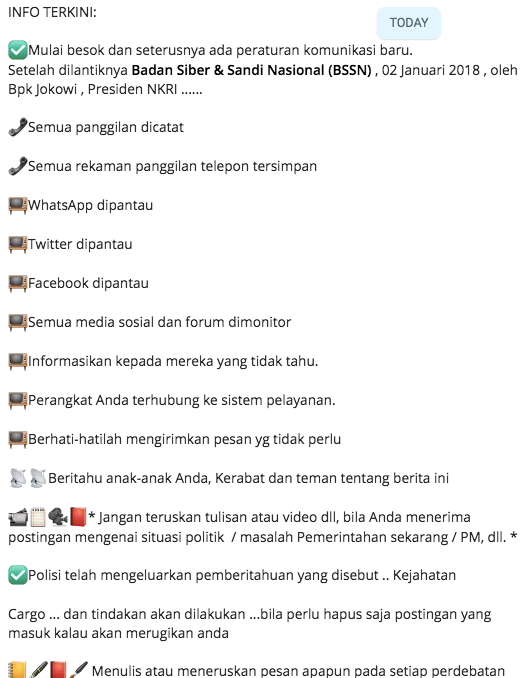 INFO TERKINI:
TODAY
✅Mulai besok dan seterusnya ada peraturan komunikasi baru.
Setelah dilantiknya Badan Siber & Sandi Nasional (BSSN) , 02 Januari 2018 , oleh
Bpk Jokowi , Presiden NKRI ......
📞Semua panggilan dicatat
📞Semua rekaman panggilan telepon tersimpan
📺WhatsApp dipantau
📺Twitter dipantau
📺Facebook dipantau
📺Semua media sosial dan forum dimonitor
📺Informasikan kepada mereka yang tidak tahu.
📺Perangkat Anda terhubung ke sistem pelayanan.
📺Berhati-hatilah mengirimkan pesan yg tidak perlu
📡📡Beritahu anak-anak Anda, Kerabat dan teman tentang berita ini
📹🗒🗣📕* Jangan teruskan tulisan atau video dll, bila Anda menerima
postingan mengenai situasi politik / masalah Pemerintahan sekarang / PM, dll. *
✅Polisi telah mengeluarkan pemberitahuan yang disebut .. Kejahatan
Cargo ... dan tindakan akan dilakukan ...bila perlu hapus saja postingan yang
masuk kalau akan merugikan anda
📒🖊📕🖌 Menulis atau meneruskan pesan apapun pada setiap perdebatan